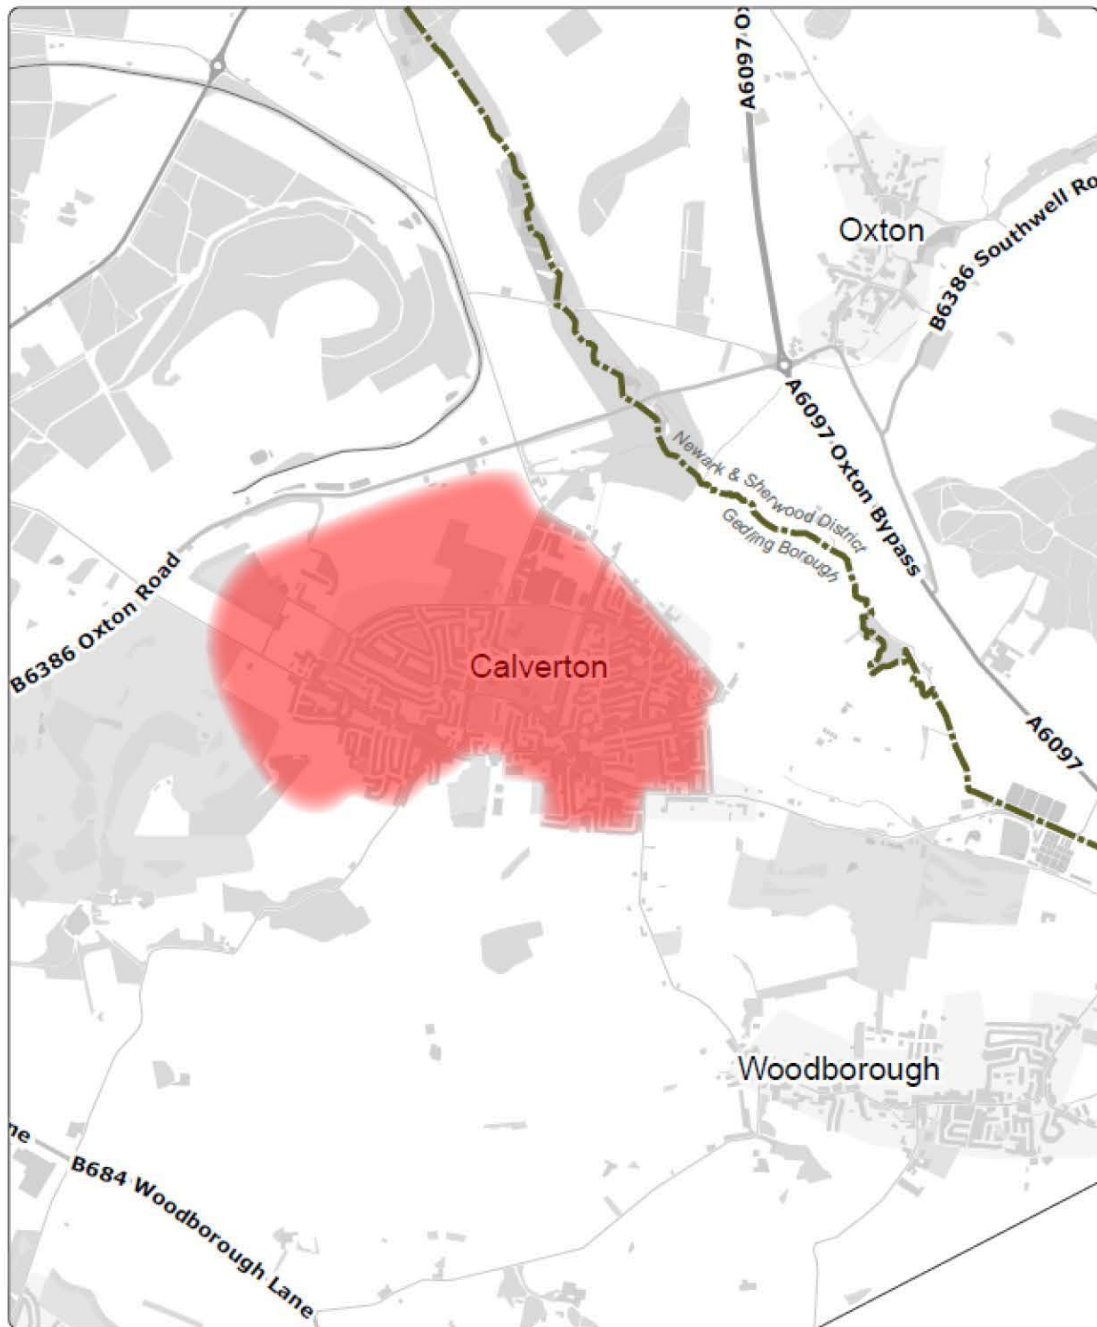 A6097 O
Oxton
B6386 Southwell Ro
A6097 Oxton Bypass
Newark & Sherwood District
Gedling Borough
B6386 Oxton Road
Calverton
A6097
Woodborough
ne
B684 Woodborough Lane